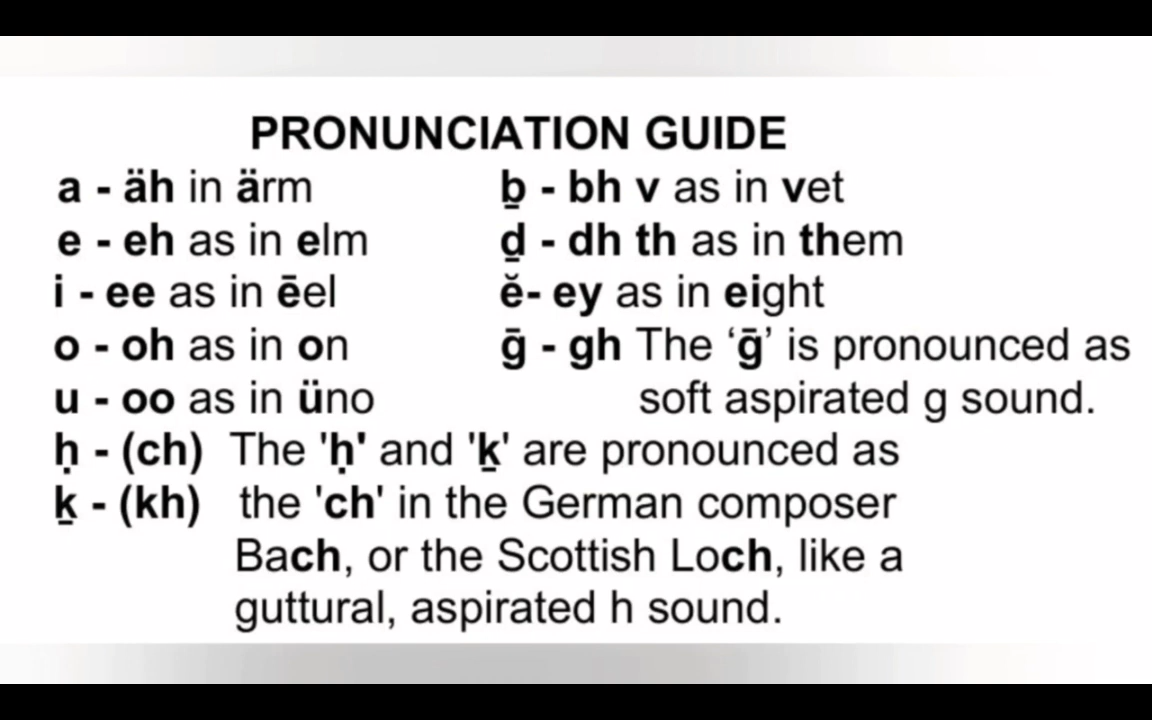 PRONUNCIATION GUIDE
a - äh in ärm
e - eh as in elm
i - ee as in ēel
o - oh as in on
u - oo as in üno
ḇ - bh v as in vet
ḏ - dh th as in them
ĕ- ey as in eight
ḡ - gh The ‘ḡ’ is pronounced as
soft aspirated g sound.
ḥ - (ch) The 'ḥ' and 'ḵ' are pronounced as
ḵ - (kh) the 'ch' in the German composer
Bach, or the Scottish Loch, like a
guttural, aspirated h sound.